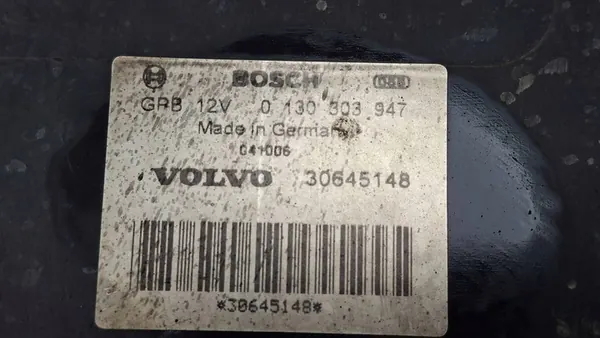 BOSCH
GRB 12V 0 130 303 947
Made in Germany
041006
VOLVO 30645148
*30645148*